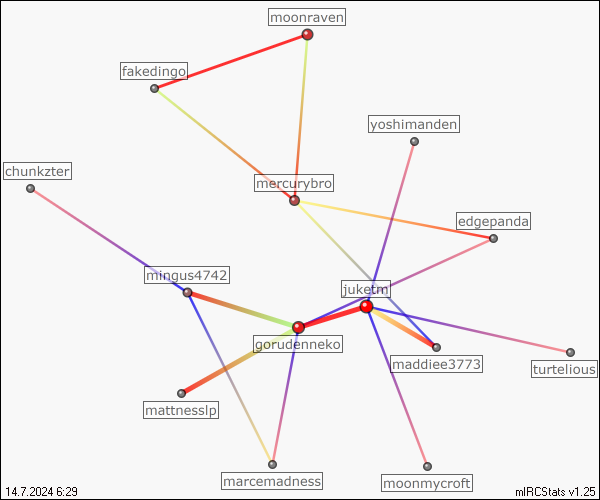 moonraven
fakedingo
yoshimanden
chunkzter
mercurybro
edgepanda
mingus4742
juketmj
gorudenneko
maddiee3773
turtelious
mattnesslp
marcemadness
moonmycroft
14.7.2024 6:29
mIRCStats v1.25